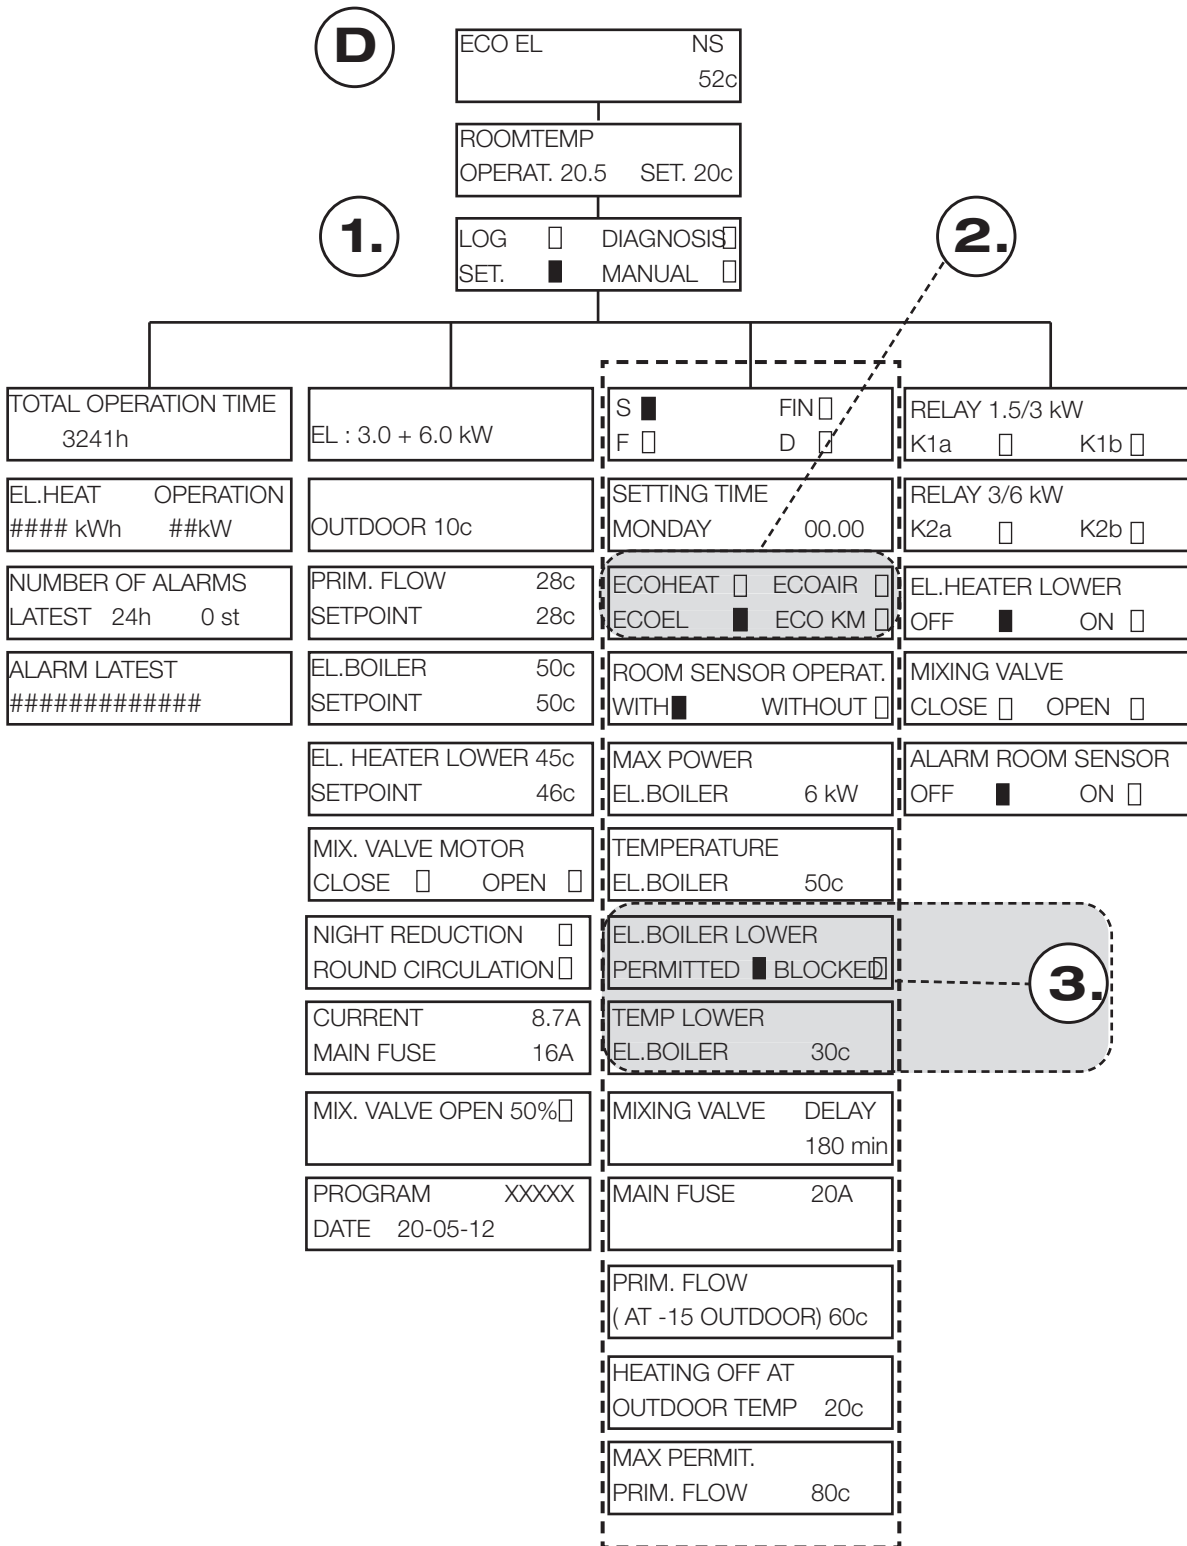 D
ECO EL NS
52c
ROOMTEMP
OPERAT. 20.5 SET. 20c
1.
LOG DIAGNOSIS
SET. MANUAL
2.
TOTAL OPERATION TIME
3241h
EL.HEAT OPERATION
#### kWh ##kW
NUMBER OF ALARMS
LATEST 24h 0 st
ALARM LATEST
#############
EL : 3.0 + 6.0 kW
OUTDOOR 10c
PRIM. FLOW 28c
SETPOINT 28c
EL.BOILER 50c
SETPOINT 50c
EL. HEATER LOWER 45c
SETPOINT 46c
MIX. VALVE MOTOR
CLOSE OPEN
NIGHT REDUCTION
ROUND CIRCULATION
CURRENT 8.7A
MAIN FUSE 16A
MIX. VALVE OPEN 50%
PROGRAM XXXXX
DATE 20-05-12
S FIN
F D
SETTING TIME
MONDAY 00.00
ECOHEAT ECOAIR
ECOEL ECO KM
ROOM SENSOR OPERAT.
WITH WITHOUT
MAX POWER
EL.BOILER 6 kW
TEMPERATURE
EL.BOILER 50c
EL.BOILER LOWER
PERMITTED BLOCKED
3.
TEMP LOWER
EL.BOILER 30c
MIXING VALVE DELAY
180 min
MAIN FUSE 20A
PRIM. FLOW
( AT -15 OUTDOOR) 60c
HEATING OFF AT
OUTDOOR TEMP 20c
MAX PERMIT.
PRIM. FLOW 80c
RELAY 1.5/3 kW
K1a K1b
RELAY 3/6 kW
K2a K2b
EL.HEATER LOWER
OFF ON
MIXING VALVE
CLOSE OPEN
ALARM ROOM SENSOR
OFF ON